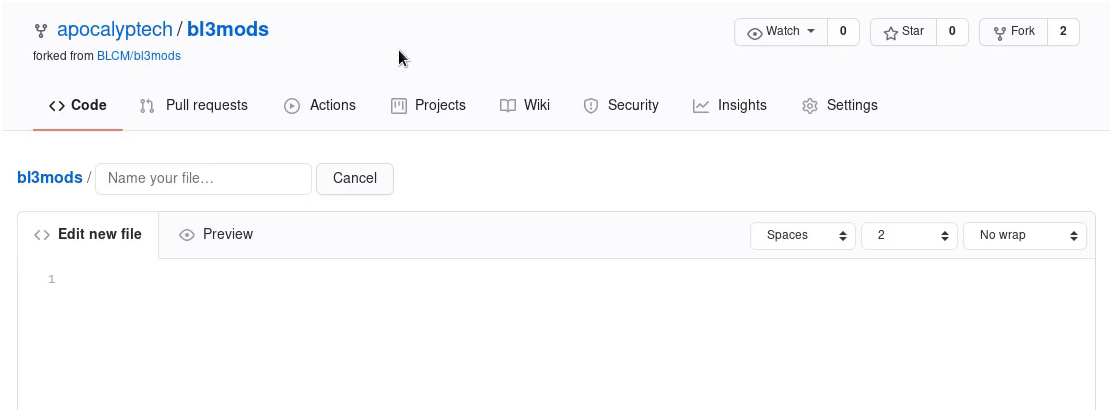 apocalyptech / bl3mods
Watch 0 Star 0 Fork 2
forked from BLCM/bl3mods
Code Pull requests Actions Projects Wiki Security Insights Settings
bl3mods / Name your file... Cancel
Edit new file Preview Spaces 2 No wrap
1